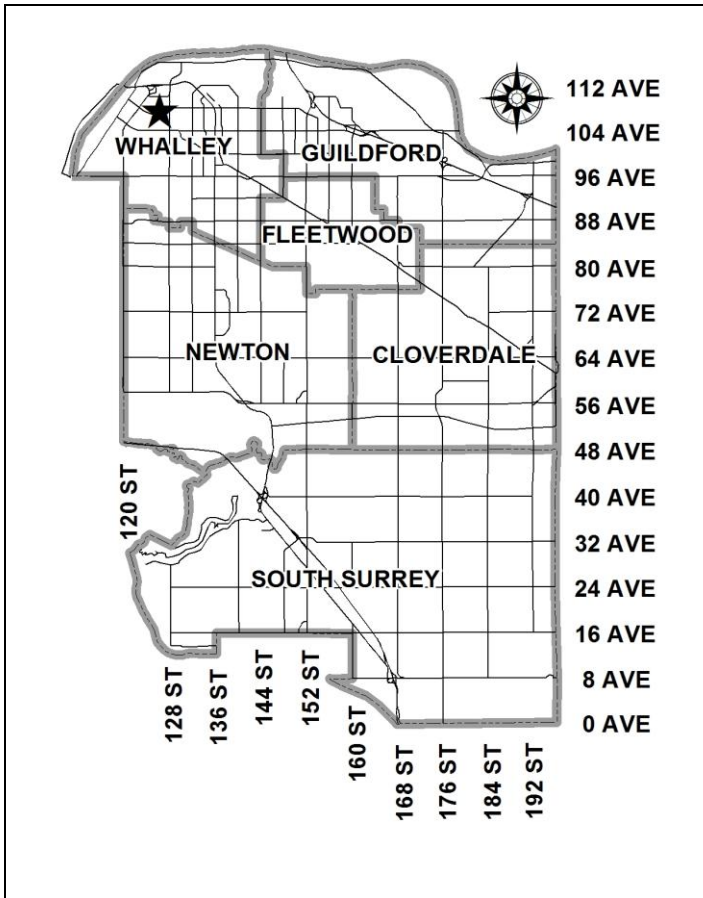 112 AVE
104 AVE
WHALLEY
GUILDFORD
96 AVE
88 AVE
FLEETWOOD
80 AVE
72 AVE
NEWTON
CLOVERDALE
64 AVE
56 AVE
48 AVE
120 ST
40 AVE
32 AVE
SOUTH SURREY
24 AVE
16 AVE
8 AVE
128 ST
136 ST
144 ST
152 ST
160 ST
168 ST
176 ST
184 ST
192 ST
0 AVE